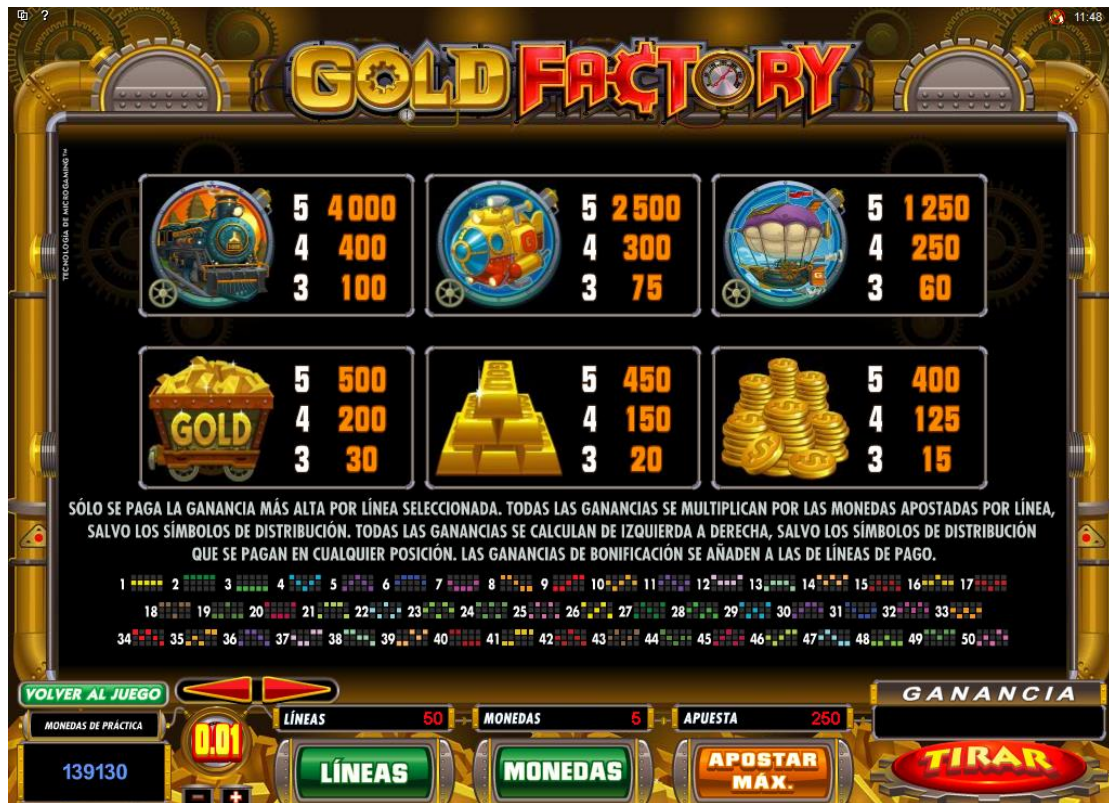 ?
11:48
GOLD FACTORY
TECNOLOGÍA DE MICROGAMING™
5 4000
4 400
3 100
5 2500
4 300
3 75
5 1250
4 250
3 60
GOLD
5 500
4 200
3 30
GOLD
5 450
4 150
3 20
5 400
4 125
3 15
SÓLO SE PAGA LA GANANCIA MÁS ALTA POR LÍNEA SELECCIONADA. TODAS LAS GANANCIAS SE MULTIPLICAN POR LAS MONEDAS APOSTADAS POR LÍNEA,
SALVO LOS SÍMBOLOS DE DISTRIBUCIÓN. TODAS LAS GANANCIAS SE CALCULAN DE IZQUIERDA A DERECHA, SALVO LOS SÍMBOLOS DE DISTRIBUCIÓN
QUE SE PAGAN EN CUALQUIER POSICIÓN. LAS GANANCIAS DE BONIFICACIÓN SE AÑADEN A LAS DE LÍNEAS DE PAGO.
1 2 3 4 5 6 7 8 9 10 11 12 13 14 15 16 17
18 19 20 21 22 23 24 25 26 27 28 29 30 31 32 33
34 35 36 37 38 39 40 41 42 43 44 45 46 47 48 49 50
VOLVER AL JUEGO
MONEDAS DE PRÁCTICA
139130
0.01
- +
LÍNEAS 50
MONEDAS 5
APUESTA 250
LÍNEAS
MONEDAS
APOSTAR
MÁX.
GANANCIA
TIRAR